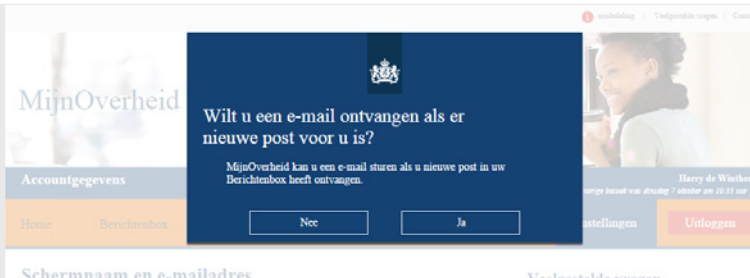 Veelgestelde vragen
MijnOverheid
Wilt u een e-mail ontvangen als er
nieuwe post voor u is?
MijnOverheid kan u een e-mail sturen als u nieuwe post in uw
Berichtenbox heeft ontvangen.
Accountgegevens
Harry de Winther
Nee
Ja
Home
Berichtenbox
nstellingen
Uitloggen
Schermnaam en e-mailadres